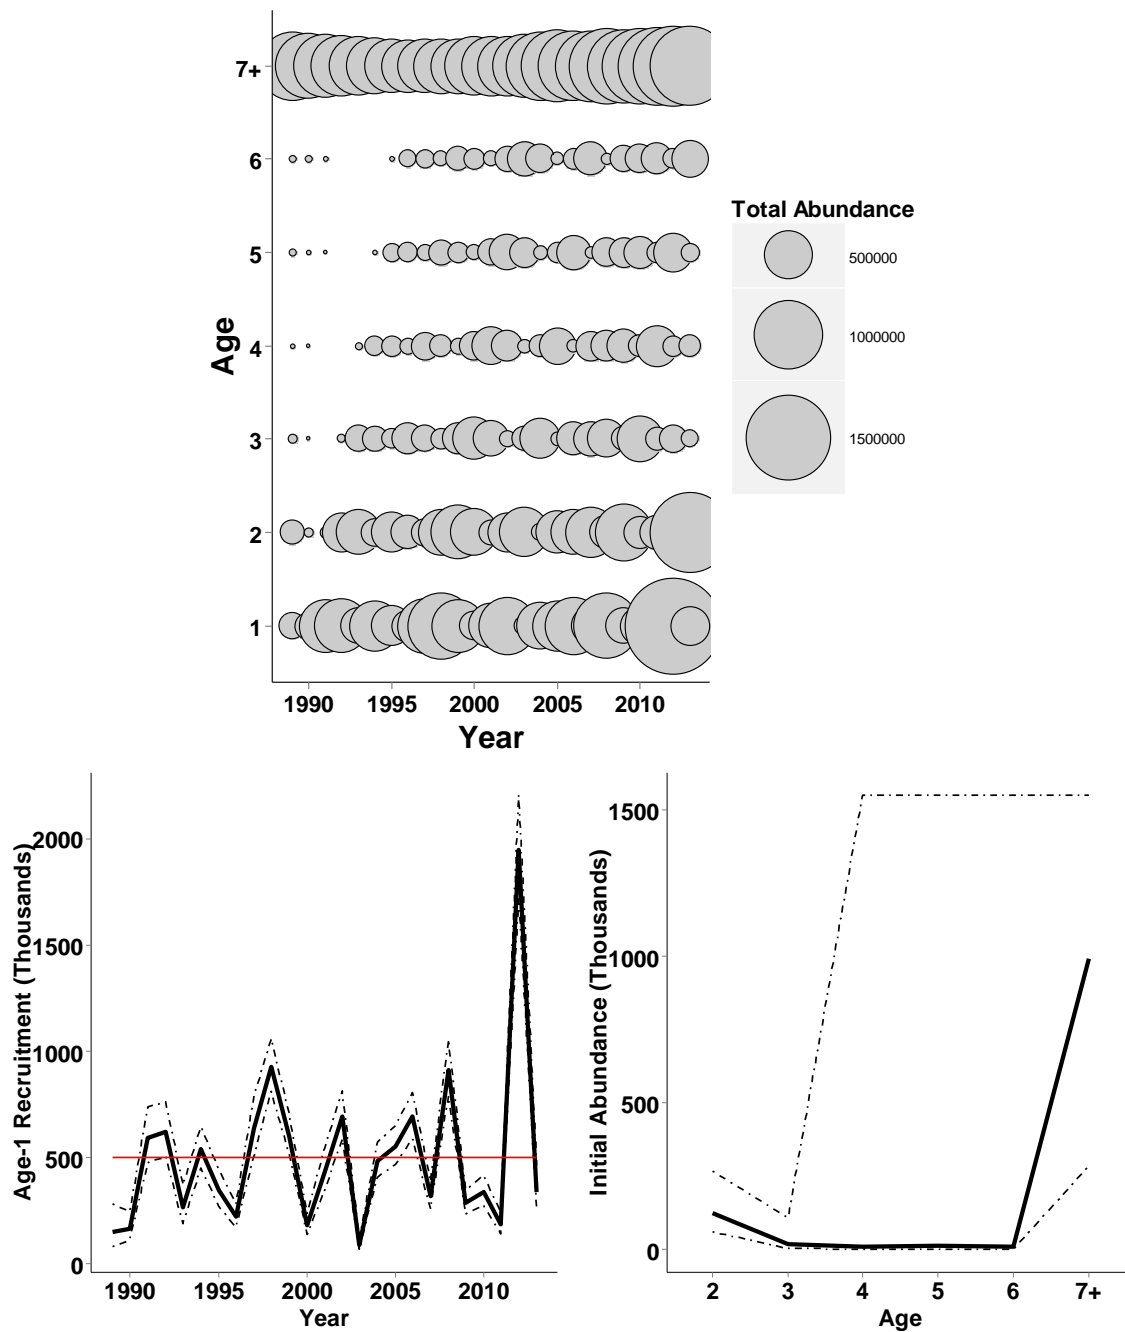 7+
6
5
4
3
2
1
Age
1990 1995 2000 2005 2010
Year
Total Abundance
500000
1000000
1500000
2000
1500
1000
500
0
Age-1 Recruitment (Thousands)
1990 1995 2000 2005 2010
Year
1500
1000
500
0
Initial Abundance (Thousands)
2 3 4 5 6 7+
Age